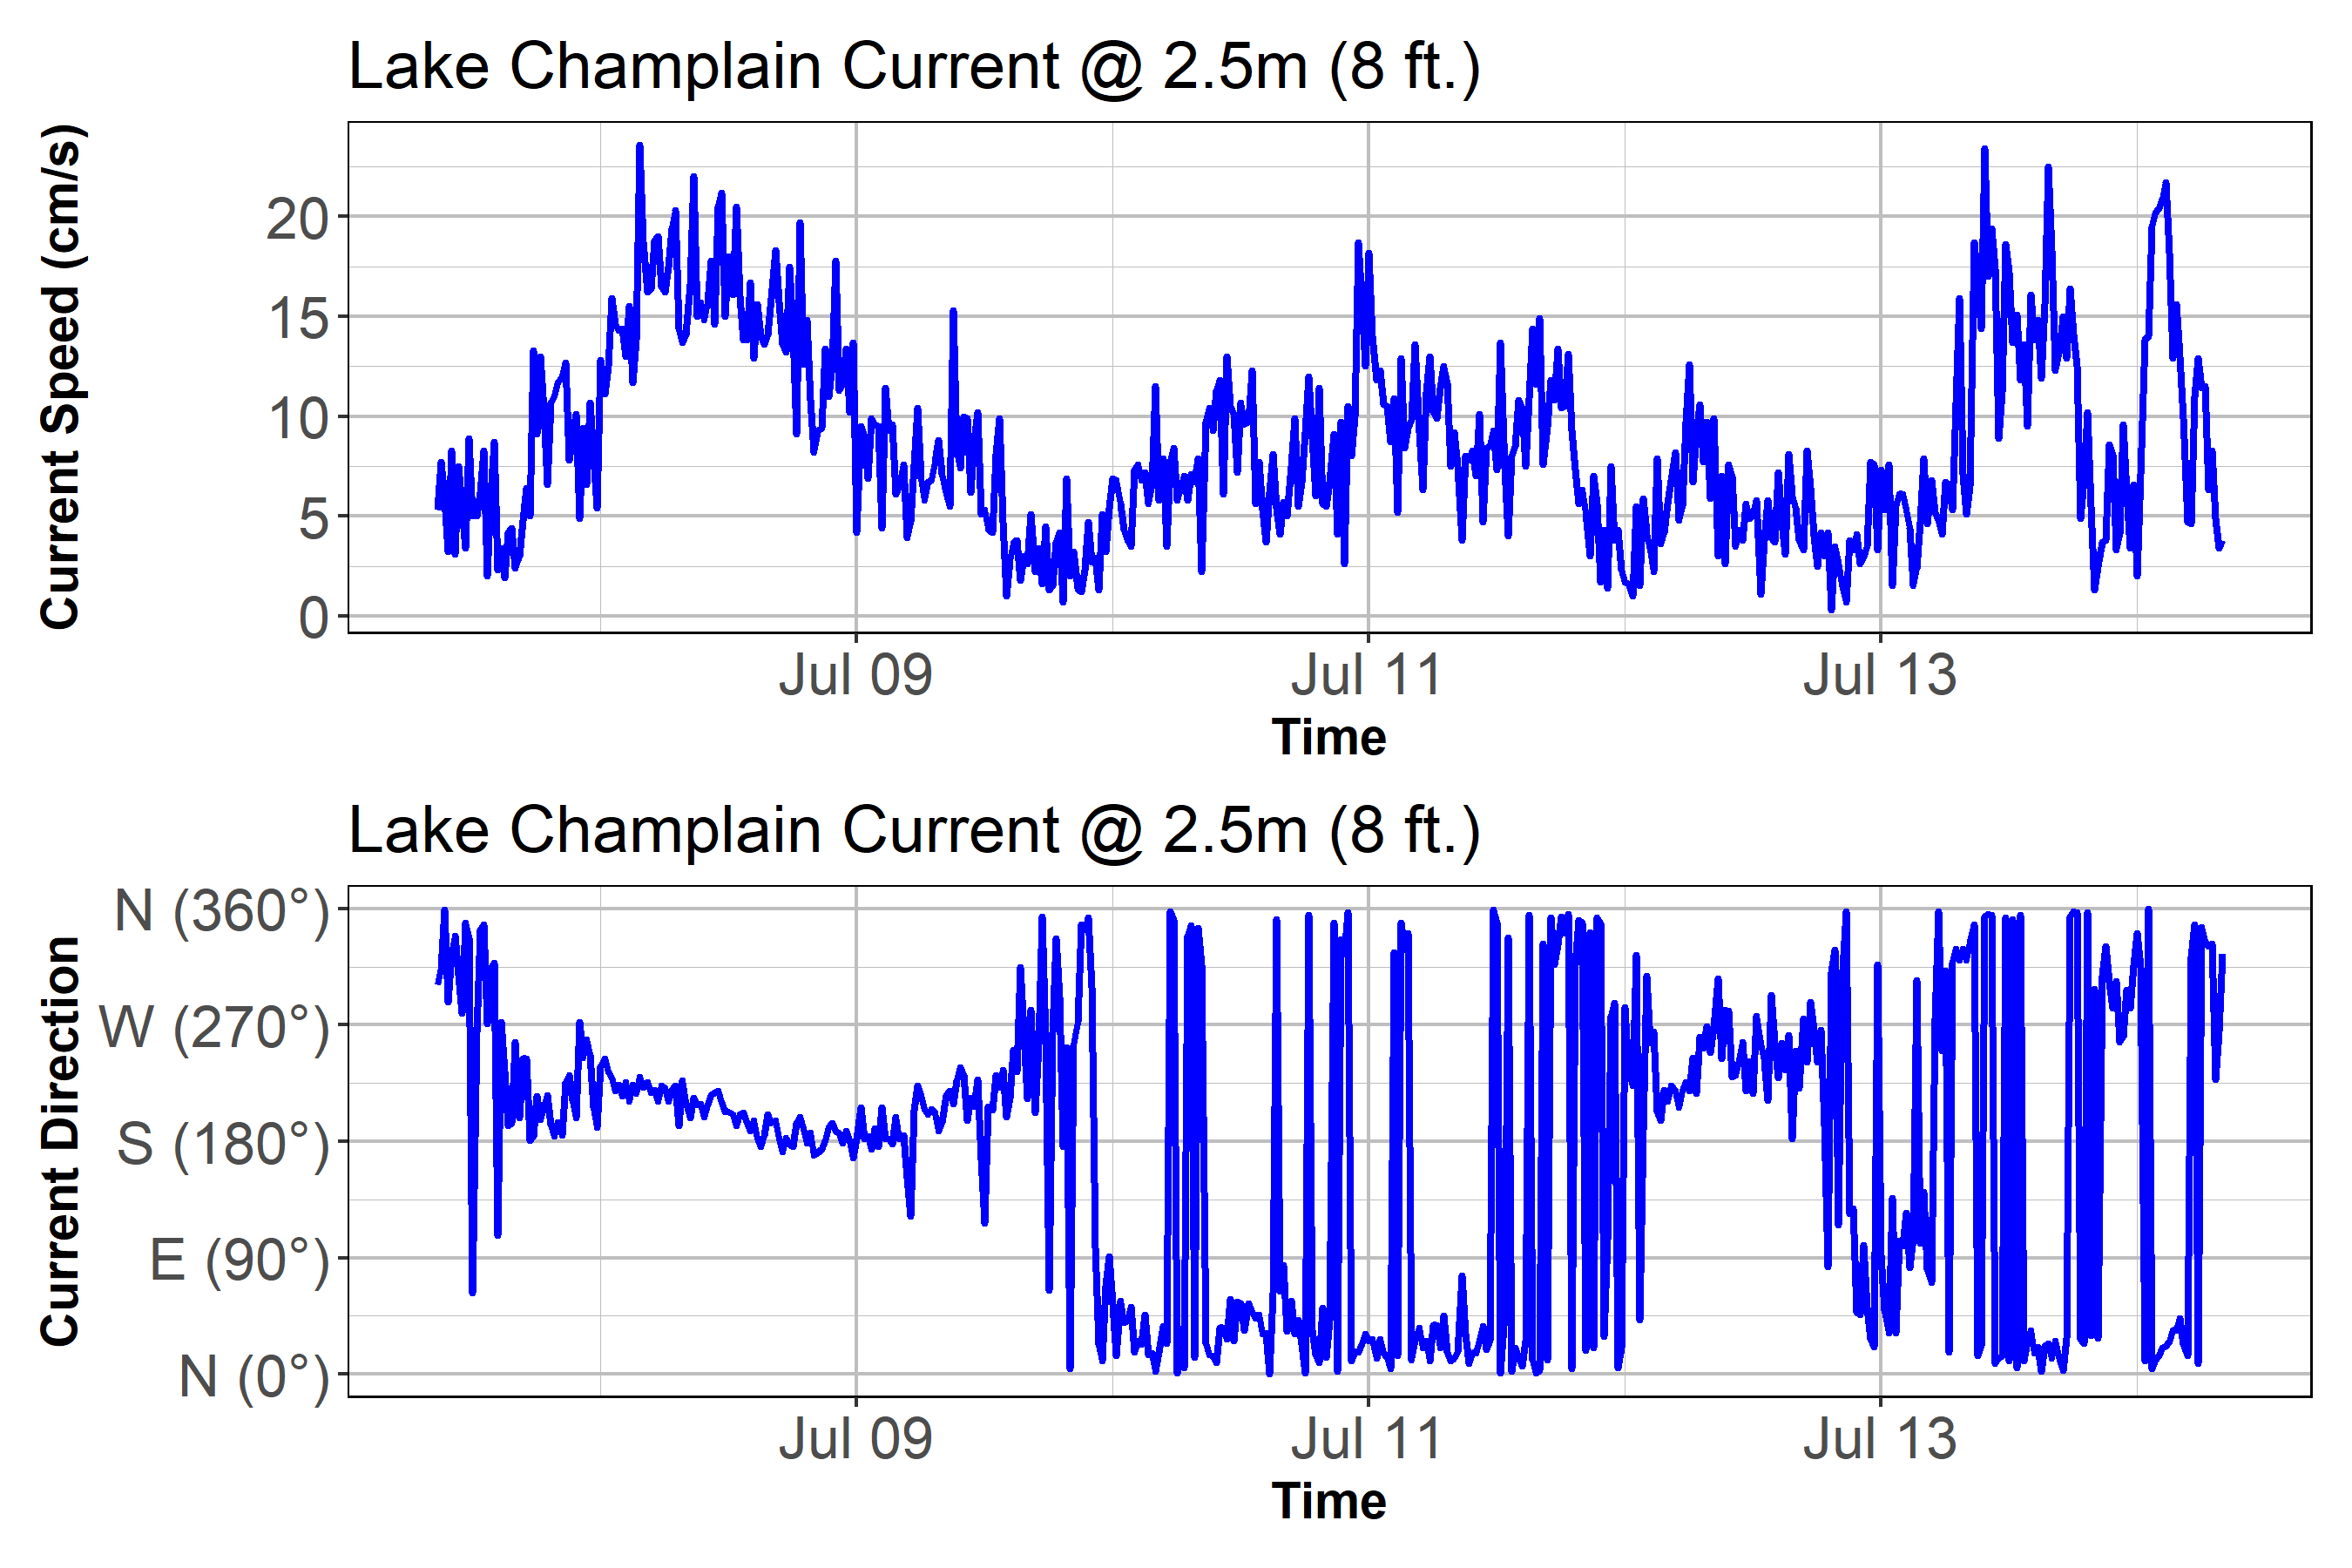 Lake Champlain Current @ 2.5m (8 ft.)
Current Speed (cm/s)
20
15
10
5
0
Jul 09 Jul 11 Jul 13
Time
Lake Champlain Current @ 2.5m (8 ft.)
Current Direction
N (360°)
W (270°)
S (180°)
E (90°)
N (0°)
Jul 09 Jul 11 Jul 13
Time